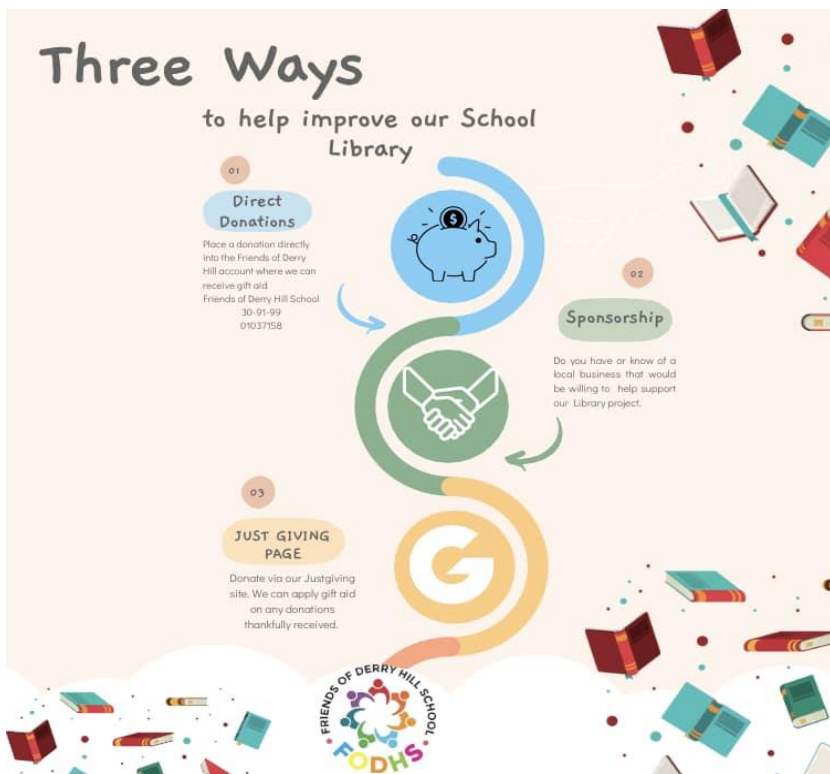 Three Ways
to help improve our School
Library
01
Direct
Donations
Place a donation directly
into the Friends of Derry
Hill account where we can
receive gift aid
Friends of Derry Hill School
30-91-99
01037158
$
02
Sponsorship
Do you have or know of a
local business that would
be willing to help support
our Library project.
03
JUST GIVING
PAGE
Donate via our Justgiving
site. We can apply gift aid
on any donations
thankfully received.
G
FRIENDS OF DERRY HILL SCHOOL
FODHS